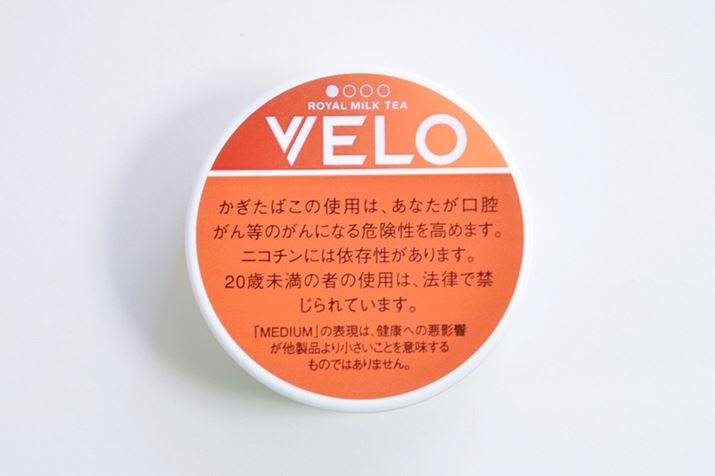 ROYAL MILK TEA
VELO
かぎたばこの使用は、あなたが口腔
がん等のがんになる危険性を高めます。
ニコチンには依存性があります。
20歳未満の者の使用は、法律で禁
じられています。
「MEDIUM」の表現は、健康への悪影響
が他製品より小さいことを意味する
ものではありません。